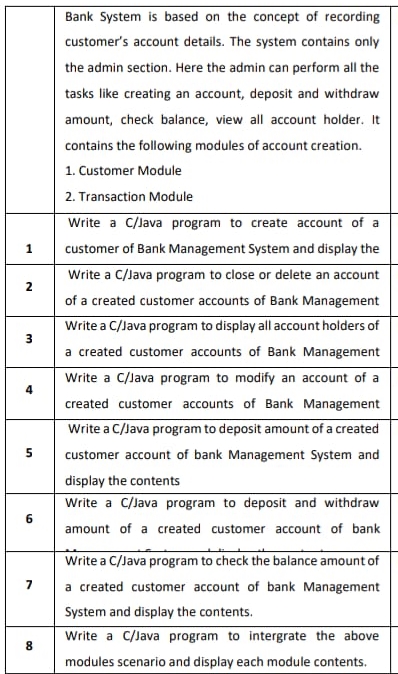 Bank System is based on the concept of recording
customer's account details. The system contains only
the admin section. Here the admin can perform all the
tasks like creating an account, deposit and withdraw
amount, check balance, view all account holder. It
contains the following modules of account creation.
1. Customer Module
2. Transaction Module
1
Write a C/Java program to create account of a
customer of Bank Management System and display the
2
Write a C/Java program to close or delete an account
of a created customer accounts of Bank Management
3
Write a C/Java program to display all account holders of
a created customer accounts of Bank Management
4
Write a C/Java program to modify an account of a
created customer accounts of Bank Management
5
Write a C/Java program to deposit amount of a created
customer account of bank Management System and
display the contents
6
Write a C/Java program to deposit and withdraw
amount of a created customer account of bank
7
Write a C/Java program to check the balance amount of
a created customer account of bank Management
System and display the contents.
8
Write a C/Java program to intergrate the above
modules scenario and display each module contents.